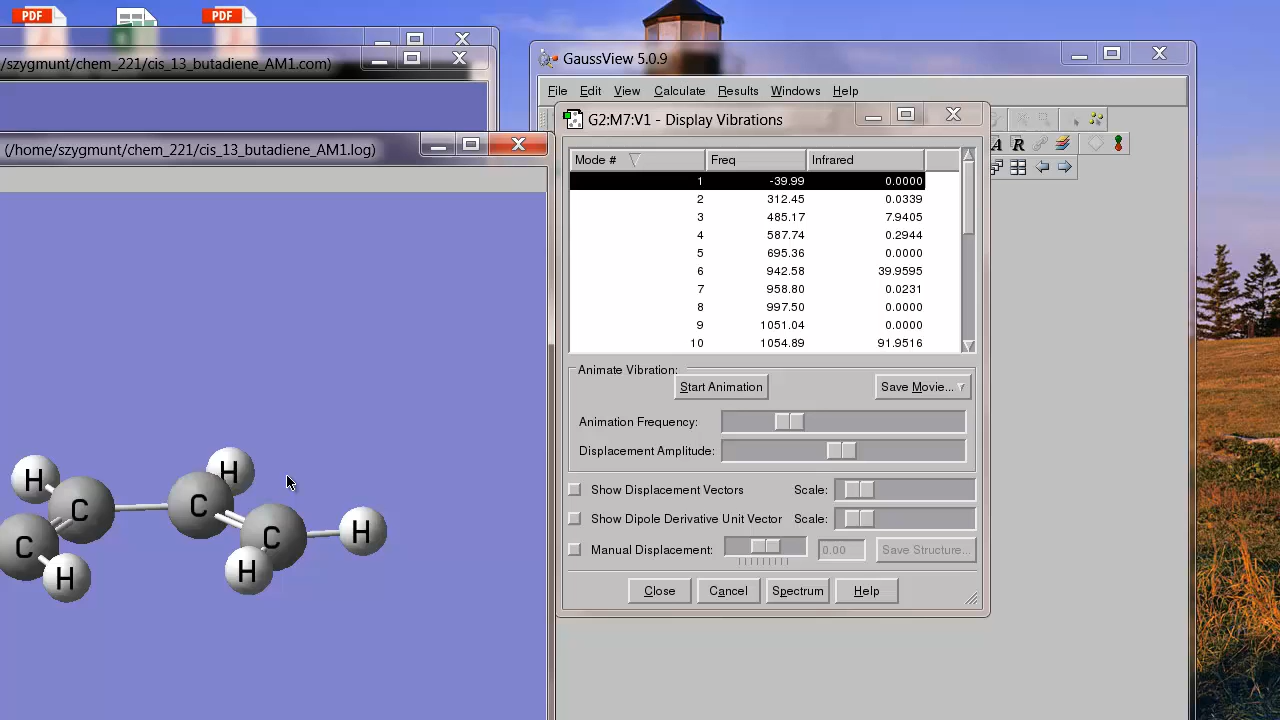 PDF
PDF
/szygmunt/chem_221/cis_13_butadiene_AM1.com)
GaussView 5.0.9
File Edit View Calculate Results Windows Help
G2:M7:V1 - Display Vibrations
(/home/szygmunt/chem_221/cis_13_butadiene_AM1.log)
A R
Mode # Freq Infrared
1 -39.99 0.0000
2 312.45 0.0339
3 485.17 7.9405
4 587.74 0.2944
5 695.36 0.0000
6 942.58 39.9595
7 958.80 0.0231
8 997.50 0.0000
9 1051.04 0.0000
10 1054.89 91.9516
Animate Vibration:
Start Animation Save Movie...
Animation Frequency:
Displacement Amplitude:
Show Displacement Vectors Scale:
Show Dipole Derivative Unit Vector Scale:
Manual Displacement: 0.00 Save Structure...
Close Cancel Spectrum Help
H H
C C
C C H
H H